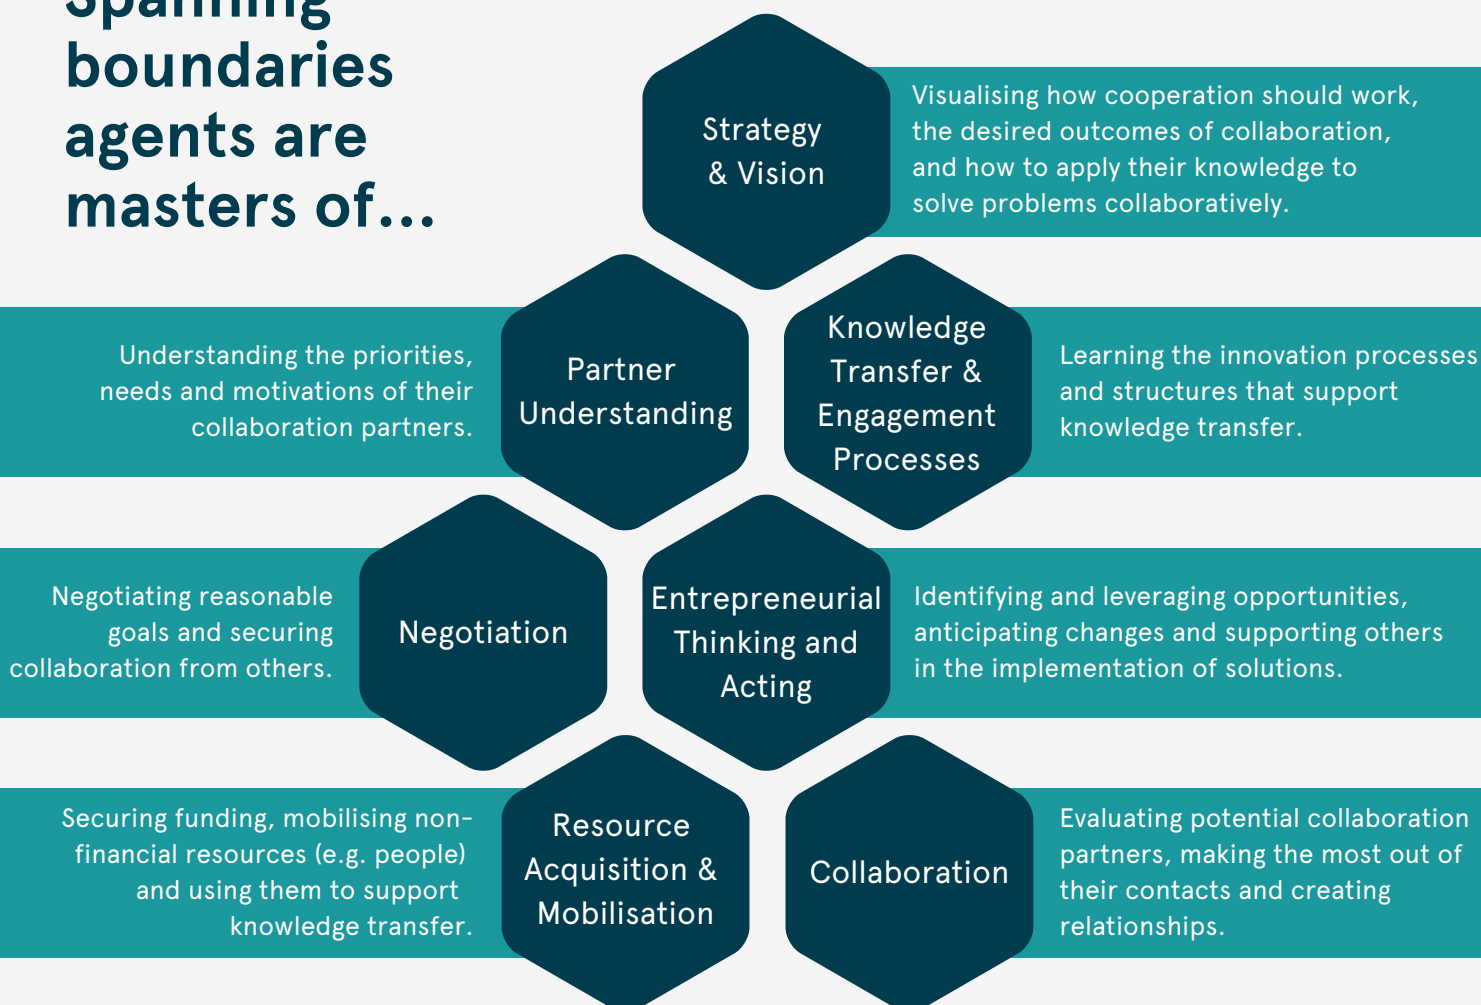 Spanning
boundaries
agents are
masters of...
Strategy
& Vision
Visualising how cooperation should work,
the desired outcomes of collaboration,
and how to apply their knowledge to
solve problems collaboratively.
Understanding the priorities,
needs and motivations of their
collaboration partners.
Partner
Understanding
Knowledge
Transfer &
Engagement
Processes
Learning the innovation processes
and structures that support
knowledge transfer.
Negotiating reasonable
goals and securing
collaboration from others.
Negotiation
Entrepreneurial
Thinking and
Acting
Identifying and leveraging opportunities,
anticipating changes and supporting others
in the implementation of solutions.
Securing funding, mobilising non-
financial resources (e.g. people)
and using them to support
knowledge transfer.
Resource
Acquisition &
Mobilisation
Collaboration
Evaluating potential collaboration
partners, making the most out of
their contacts and creating
relationships.